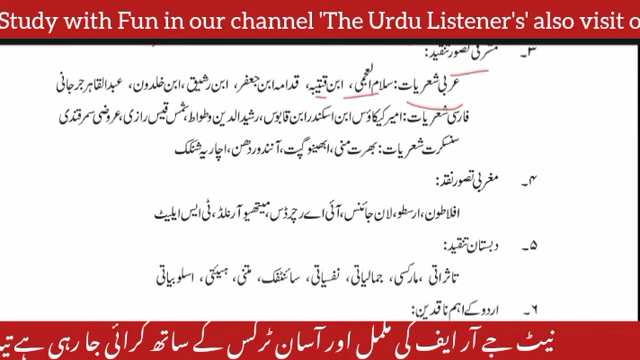 Study with Fun in our channel 'The Urdu Listener's' also visit o
۳۔ مشرقی تصور تنقید:
عربی شعریات: سلام الجمحی، ابن قتیبہ، قدامہ ابن جعفر، ابن رشیق، ابن خلدون، عبدالقاہر جرجانی
فارسی شعریات: امیر کیکاؤس ابن اسکندر ابن قابوس، رشید الدین وطواط، شمس قیس رازی، عروضی سمرقندی
سنسکرت شعریات: بھرت منی، ابھینو گپت، آنند وردھن، اچاریہ شنکک
۴۔ مغربی تصور نقد:
افلاطون، ارسطو، لان جائنس، آئی اے رچرڈس، میتھیو آرنلڈ، ٹی ایس ایلیٹ
۵۔ دبستان تنقید:
تاثراتی، مارکسی، جمالیاتی، نفسیاتی، سائنٹفک، متنی، ہیئتی، اسلوبیاتی
۶۔ اردو کے اہم ناقدین:
نیٹ جے آر ایف کی مکمل اور آسان ٹرکس کے ساتھ کرائی جا رہی ہے تیا